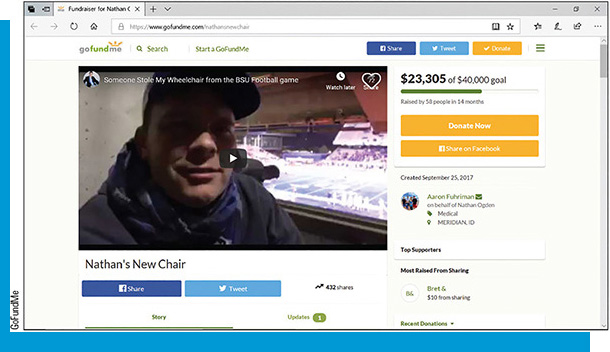 Fundraiser for Nathan O
https://www.gofundme.com/nathansnewchair
gofundme
Search
Start a GoFundMe
Share
Tweet
Donate
Someone Stole My Wheelchair from the BSU Football game
Watch later
Share
$23,305 of $40,000 goal
Raised by 58 people in 14 months
Donate Now
Share on Facebook
Created September 25, 2017
Aaron Fuhriman
on behalf of Nathan Ogden
Medical
MERIDIAN, ID
Nathan's New Chair
Share
Tweet
432 shares
Story
Updates 1
Top Supporters
Most Raised From Sharing
B&
Bret &
$10 from sharing
Recent Donations
GoFundMe